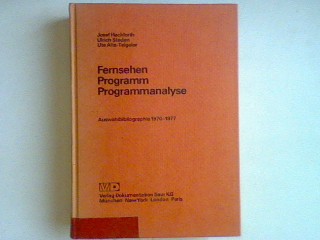 Josef Hackforth
Ulrich Steden
Ute Alte-Teigeler
Fernsehen
Programm
Programmanalyse
Auswahlbibliographie 1970-1977
Verlag Dokumentation Saur KG
München · New York · London · Paris